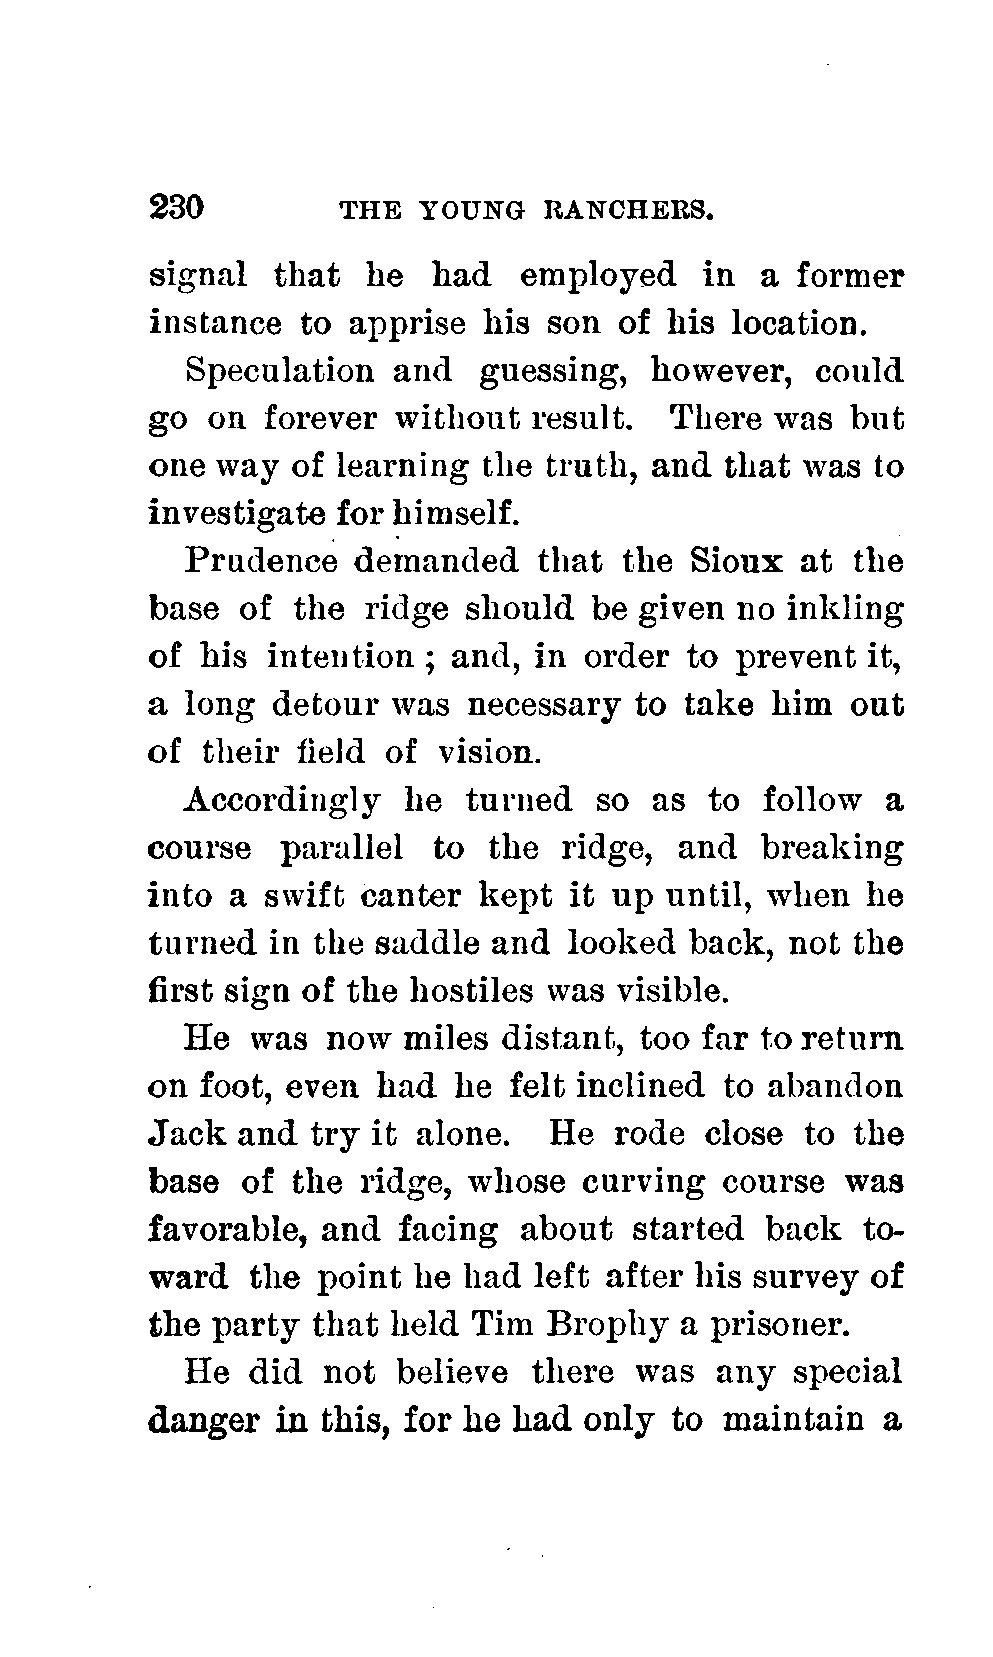 230 THE YOUNG RANCHERS.
signal that he had employed in a former
instance to apprise his son of his location.
Speculation and guessing, however, could
go on forever without result. There was but
one way of learning the truth, and that was to
investigate for himself.
Prudence demanded that the Sioux at the
base of the ridge should be given no inkling
of his intention ; and, in order to prevent it,
a long detour was necessary to take him out
of their field of vision.
Accordingly he turned so as to follow a
course parallel to the ridge, and breaking
into a swift canter kept it up until, when he
turned in the saddle and looked back, not the
first sign of the hostiles was visible.
He was now miles distant, too far to return
on foot, even had he felt inclined to abandon
Jack and try it alone. He rode close to the
base of the ridge, whose curving course was
favorable, and facing about started back to-
ward the point he had left after his survey of
the party that held Tim Brophy a prisoner.
He did not believe there was any special
danger in this, for he had only to maintain a